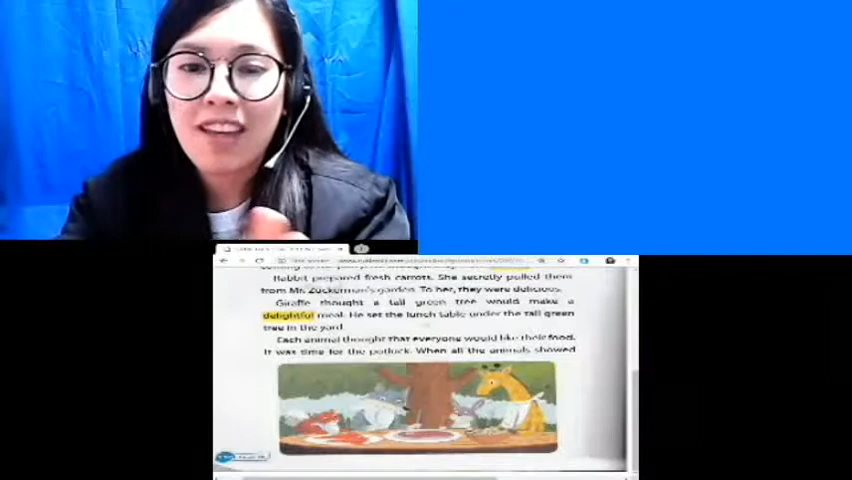 Rabbit prepared fresh carrots. She secretly pulled them
from Mr. Zuckerman's garden. To her, they were delicious.
Giraffe thought a tall green tree would make a
delightful meal. He set the lunch table under the tall green
tree in the yard.
Each animal thought that everyone would like their food.
It was time for the potluck. When all the animals showed